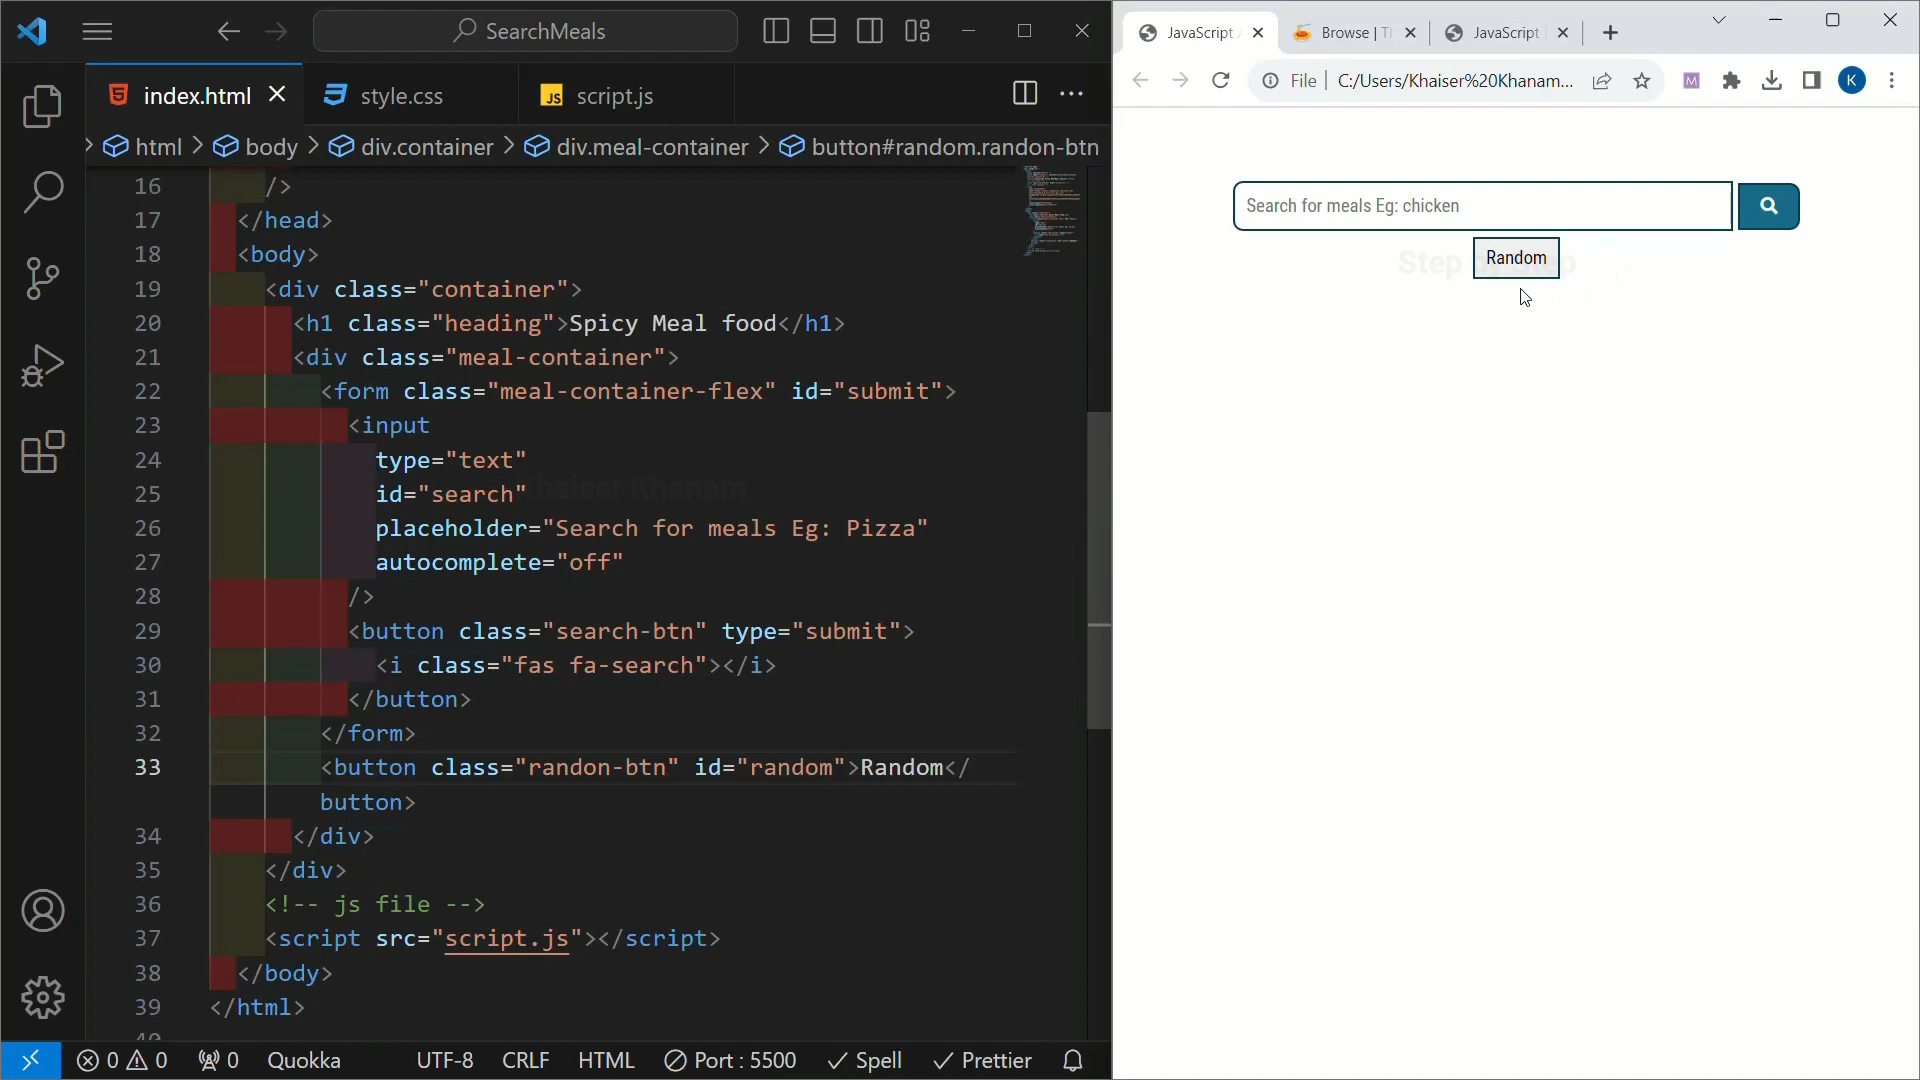 SearchMeals
index.html
style.css
JS script.js
html > body > div.container > div.meal-container > button#random.randon-btn
16 />
17 </head>
18 <body>
19 <div class="container">
20 <h1 class="heading">Spicy Meal food</h1>
21 <div class="meal-container">
22 <form class="meal-container-flex" id="submit">
23 <input
24 type="text"
25 id="search"
26 placeholder="Search for meals Eg: Pizza"
27 autocomplete="off"
28 />
29 <button class="search-btn" type="submit">
30 <i class="fas fa-search"></i>
31 </button>
32 </form>
33 <button class="randon-btn" id="random">Random</
button>
34 </div>
35 </div>
36 <!-- js file -->
37 <script src="script.js"></script>
38 </body>
39 </html>
40
Khaiser Khanam
0 0 0 Quokka UTF-8 CRLF HTML Port : 5500 Spell Prettier
JavaScript
Browse | T
JavaScript
File | C:/Users/Khaiser%20Khanam...
M
K
Search for meals Eg: chicken
Random
Step by Step